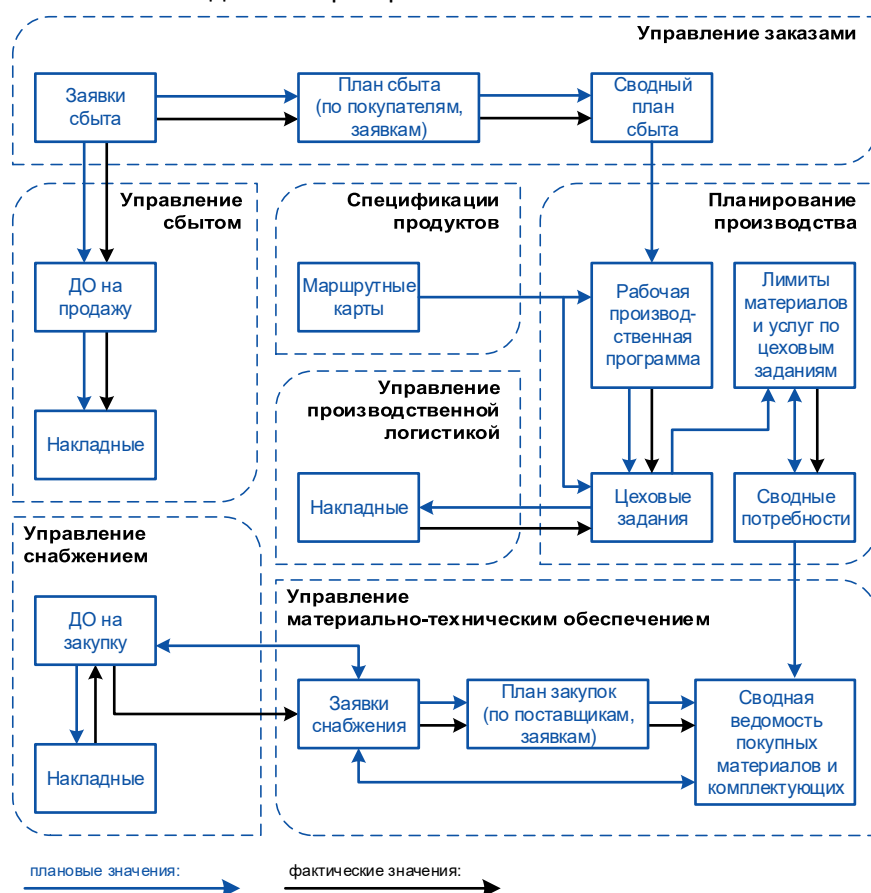 Управление заказами
Заявки
сбыта
План сбыта
(по покупателям,
заявкам)
Сводный
план
сбыта
Управление
сбытом
ДО на
продажу
Накладные
Спецификации
продуктов
Маршрутные
карты
Планирование
производства
Рабочая
производ-
ственная
программа
Лимиты
материалов
и услуг по
цеховым
заданиям
Управление
производственной
логистикой
Накладные
Цеховые
задания
Сводные
потребности
Управление
снабжением
ДО на
закупку
Накладные
Управление
материально-техническим обеспечением
Заявки
снабжения
План закупок
(по поставщикам,
заявкам)
Сводная
ведомость
покупных
материалов и
комплектующих
плановые значения:
фактические значения: